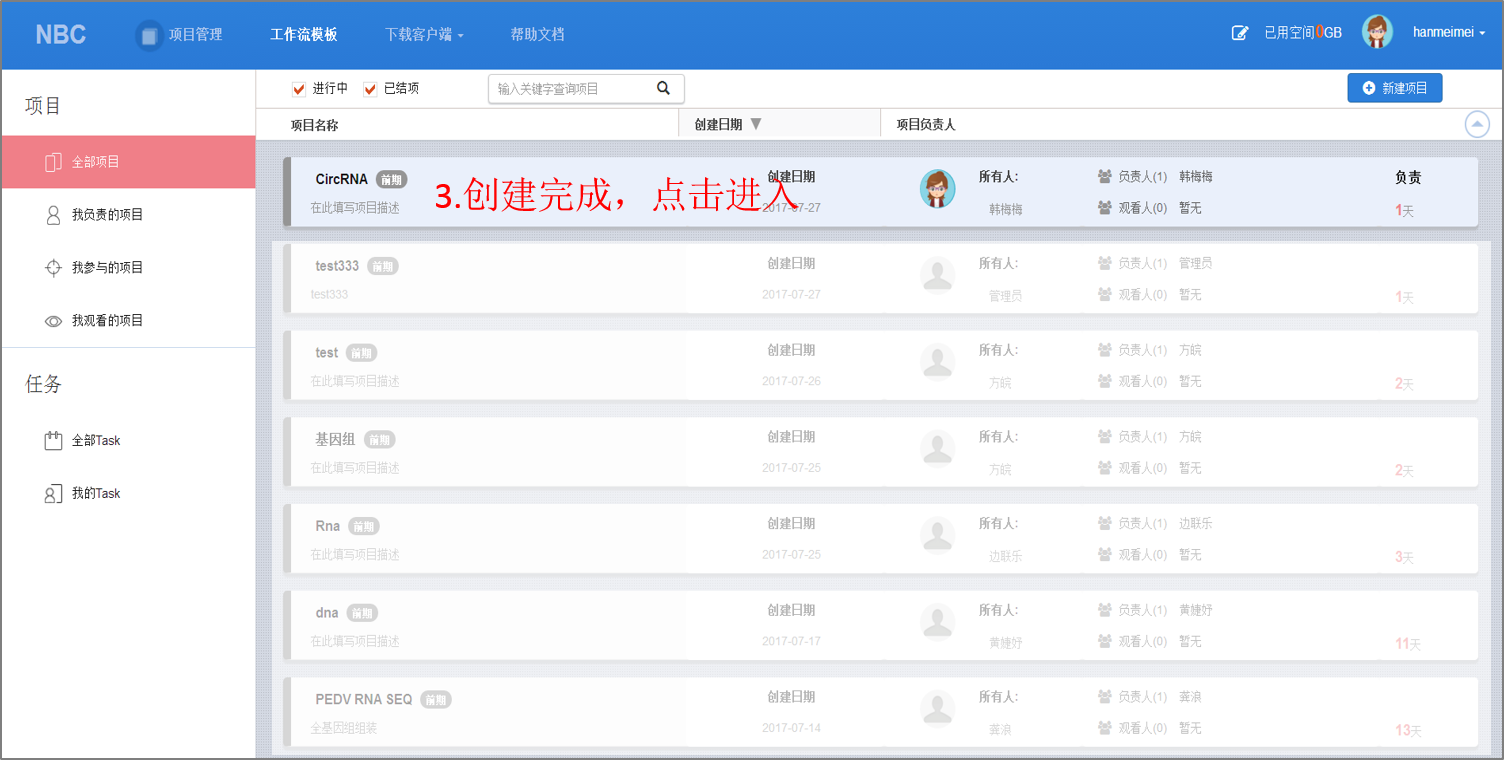 NBC 项目管理 工作流模板 下载客户端 帮助文档 已用空间0GB hanmeimei
项目
全部项目
我负责的项目
我参与的项目
我观看的项目
任务
全部Task
我的Task
进行中 已结项 输入关键字查询项目 新建项目
项目名称 创建日期 项目负责人
CircRNA 前期 创建日期 所有人: 负责人(1) 韩梅梅 负责
3.创建完成，点击进入
在此填写项目描述 2017-07-27 韩梅梅 观看人(0) 暂无 1天
test333 前期 创建日期 所有人: 负责人(1) 管理员
test333 2017-07-27 管理员 观看人(0) 暂无 1天
test 前期 创建日期 所有人: 负责人(1) 方皖
在此填写项目描述 2017-07-26 方皖 观看人(0) 暂无 2天
基因组 前期 创建日期 所有人: 负责人(1) 方皖
在此填写项目描述 2017-07-25 方皖 观看人(0) 暂无 2天
Rna 前期 创建日期 所有人: 负责人(1) 边联乐
在此填写项目描述 2017-07-25 边联乐 观看人(0) 暂无 3天
dna 前期 创建日期 所有人: 负责人(1) 黄婕妤
在此填写项目描述 2017-07-17 黄婕妤 观看人(0) 暂无 11天
PEDV RNA SEQ 前期 创建日期 所有人: 负责人(1) 龚浪
全基因组组装 2017-07-14 龚浪 观看人(0) 暂无 13天